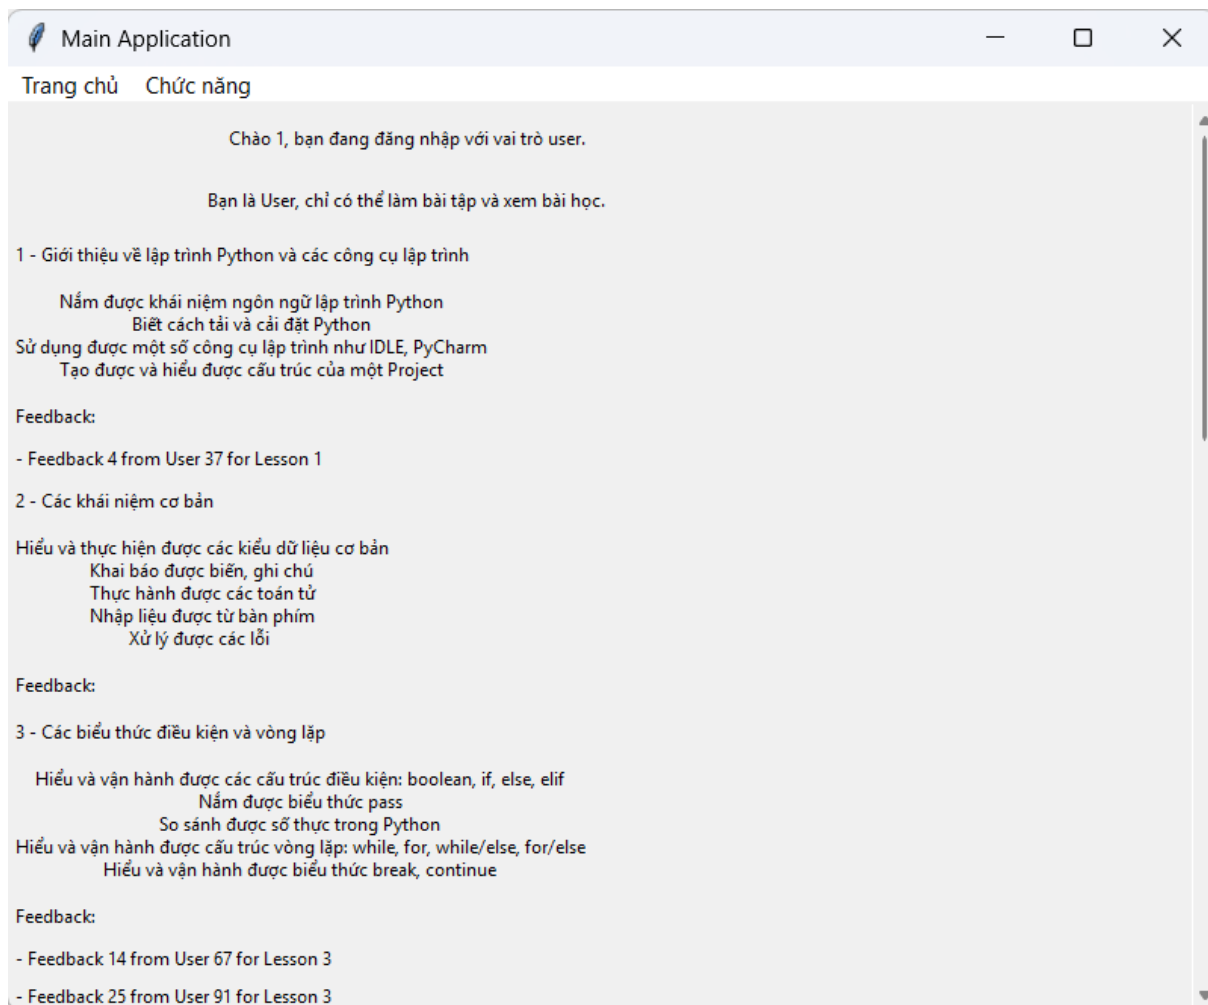 Main Application
Trang chủ Chức năng
Chào 1, bạn đang đăng nhập với vai trò user.
Bạn là User, chỉ có thể làm bài tập và xem bài học.
1 - Giới thiệu về lập trình Python và các công cụ lập trình
Nắm được khái niệm ngôn ngữ lập trình Python
Biết cách tải và cải đặt Python
Sử dụng được một số công cụ lập trình như IDLE, PyCharm
Tạo được và hiểu được cấu trúc của một Project
Feedback:
- Feedback 4 from User 37 for Lesson 1
2 - Các khái niệm cơ bản
Hiểu và thực hiện được các kiểu dữ liệu cơ bản
Khai báo được biến, ghi chú
Thực hành được các toán tử
Nhập liệu được từ bàn phím
Xử lý được các lỗi
Feedback:
3 - Các biểu thức điều kiện và vòng lặp
Hiểu và vận hành được các cấu trúc điều kiện: boolean, if, else, elif
Nắm được biểu thức pass
So sánh được số thực trong Python
Hiểu và vận hành được cấu trúc vòng lặp: while, for, while/else, for/else
Hiểu và vận hành được biểu thức break, continue
Feedback:
- Feedback 14 from User 67 for Lesson 3
- Feedback 25 from User 91 for Lesson 3